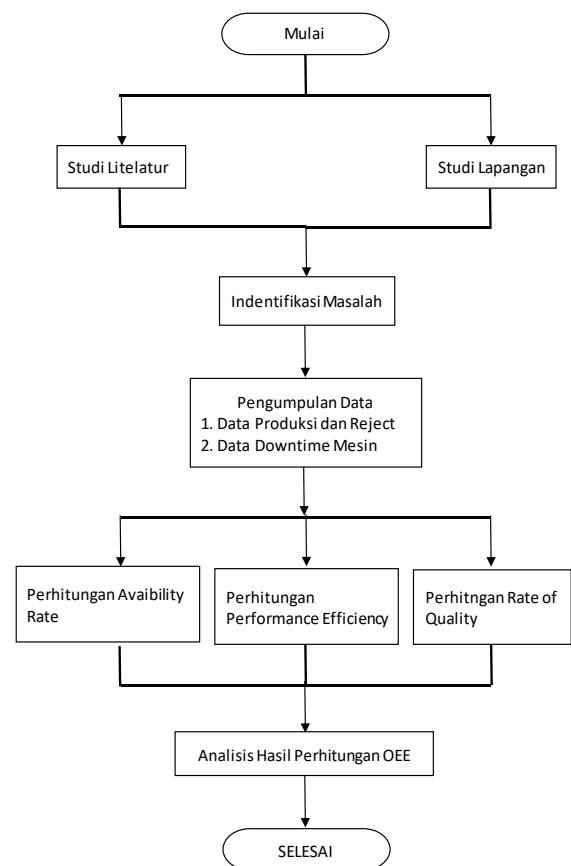 Mulai
Studi Litelatur
Studi Lapangan
Indentifikasi Masalah
Pengumpulan Data
1. Data Produksi dan Reject
2. Data Downtime Mesin
Perhitungan Avaibility
Rate
Perhitungan
Performance Efficiency
Perhitngan Rate of
Quality
Analisis Hasil Perhitungan OEE
SELESAI